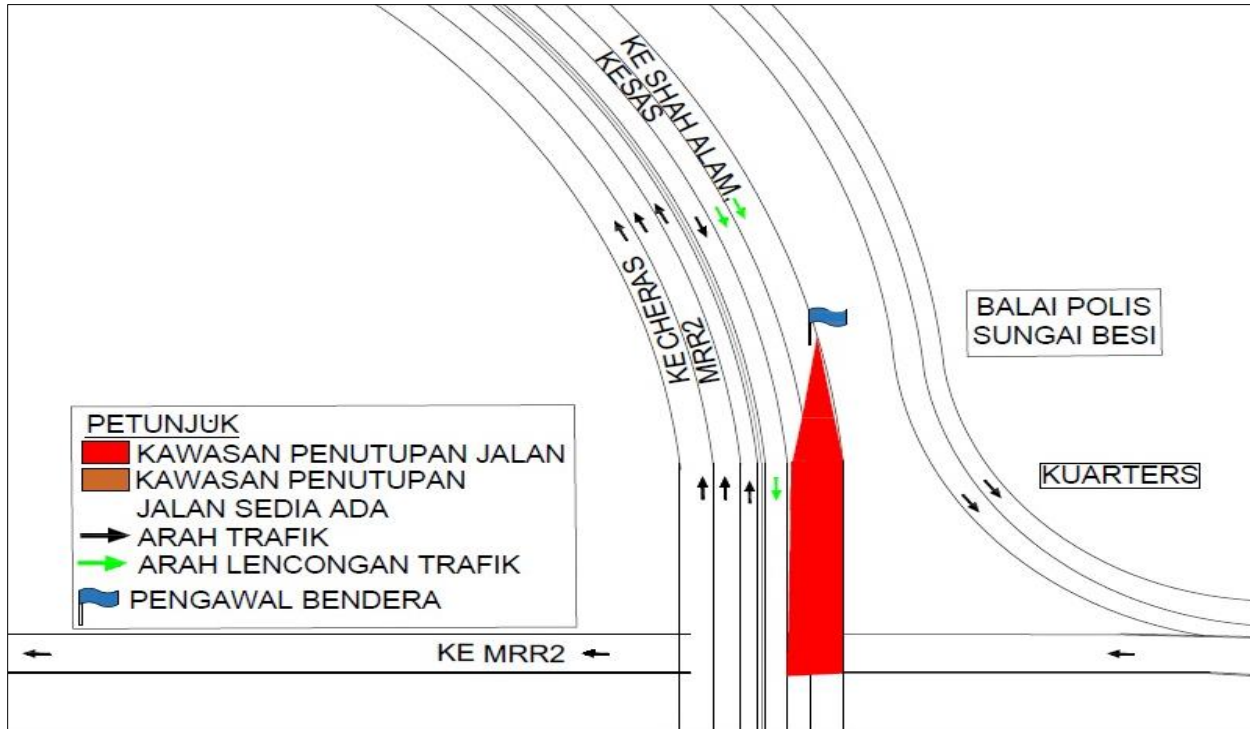 KE SHAH ALAM,
KESAS
KE CHERAS
MRR2
BALAI POLIS
SUNGAI BESI
KUARTERS
PETUNJUK
KAWASAN PENUTUPAN JALAN
KAWASAN PENUTUPAN
JALAN SEDIA ADA
ARAH TRAFIK
ARAH LENCONGAN TRAFIK
PENGAWAL BENDERA
KE MRR2